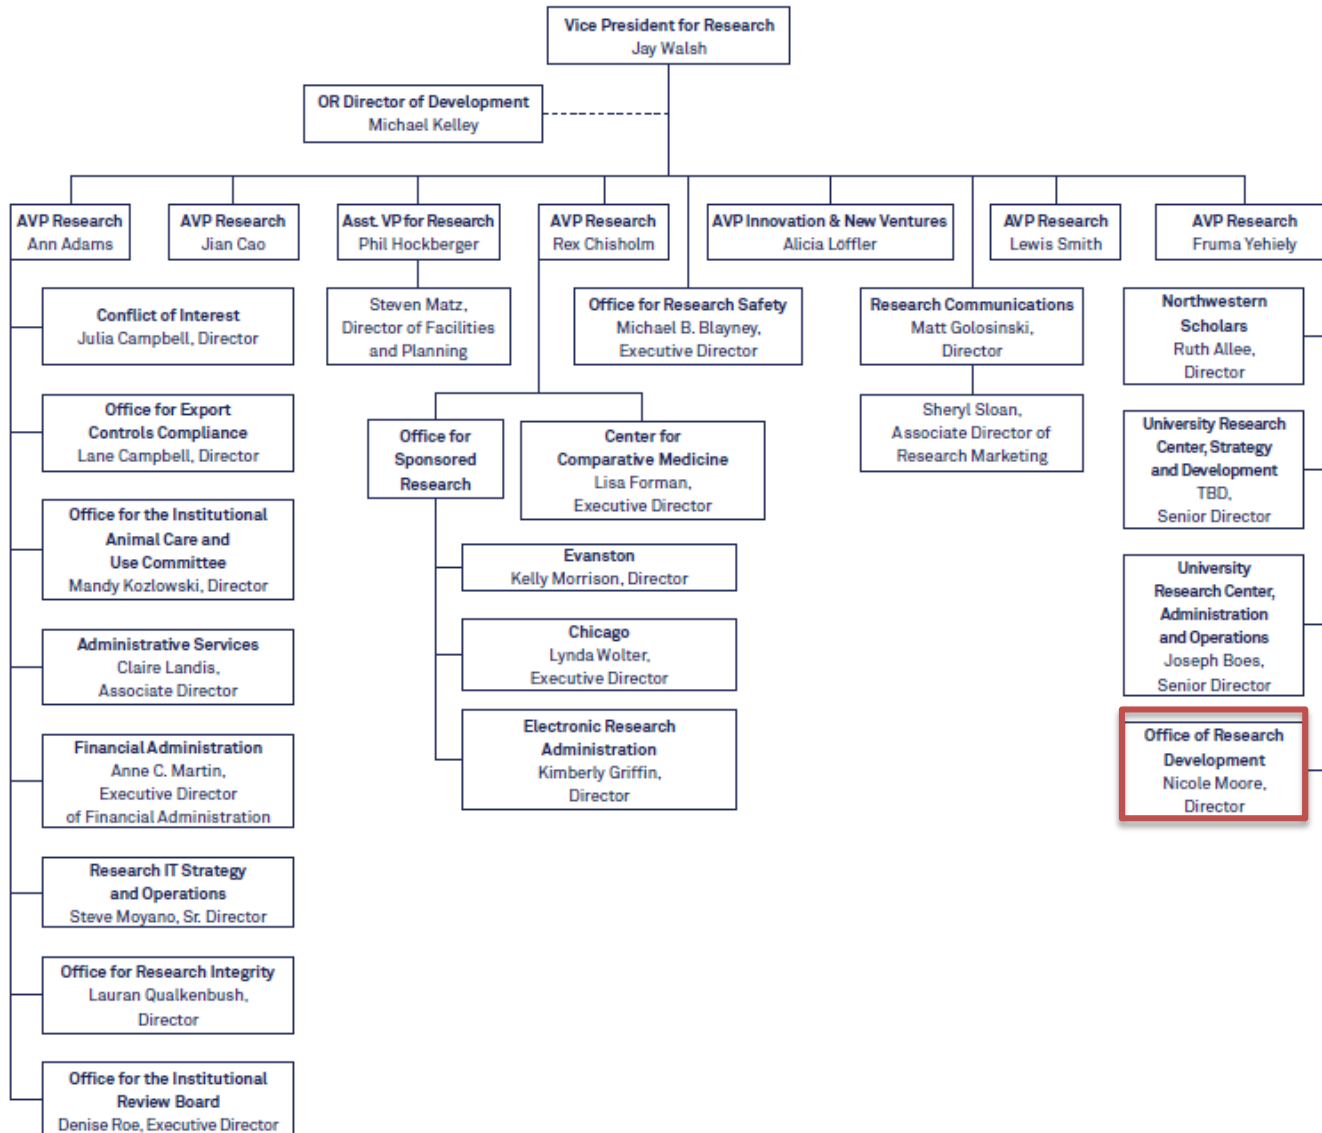 Vice President for Research
Jay Walsh
OR Director of Development
Michael Kelley
AVP Research
Ann Adams
AVP Research
Jian Cao
Asst. VP for Research
Phil Hockberger
AVP Research
Rex Chisholm
AVP Innovation & New Ventures
Alicia Löffler
AVP Research
Lewis Smith
AVP Research
Fruma Yehiely
Conflict of Interest
Julia Campbell, Director
Office for Export
Controls Compliance
Lane Campbell, Director
Office for the Institutional
Animal Care and
Use Committee
Mandy Kozlowski, Director
Administrative Services
Claire Landis,
Associate Director
Financial Administration
Anne C. Martin,
Executive Director
of Financial Administration
Research IT Strategy
and Operations
Steve Moyano, Sr. Director
Office for Research Integrity
Lauran Qualkenbush,
Director
Office for the Institutional
Review Board
Denise Roe, Executive Director
Steven Matz,
Director of Facilities
and Planning
Office for
Sponsored
Research
Center for
Comparative Medicine
Lisa Forman,
Executive Director
Evanston
Kelly Morrison, Director
Chicago
Lynda Wolter,
Executive Director
Electronic Research
Administration
Kimberly Griffin,
Director
Office for Research Safety
Michael B. Blayney,
Executive Director
Research Communications
Matt Golosinski,
Director
Sheryl Sloan,
Associate Director of
Research Marketing
Northwestern
Scholars
Ruth Allee,
Director
University Research
Center, Strategy
and Development
TBD,
Senior Director
University
Research Center,
Administration
and Operations
Joseph Boes,
Senior Director
Office of Research
Development
Nicole Moore,
Director